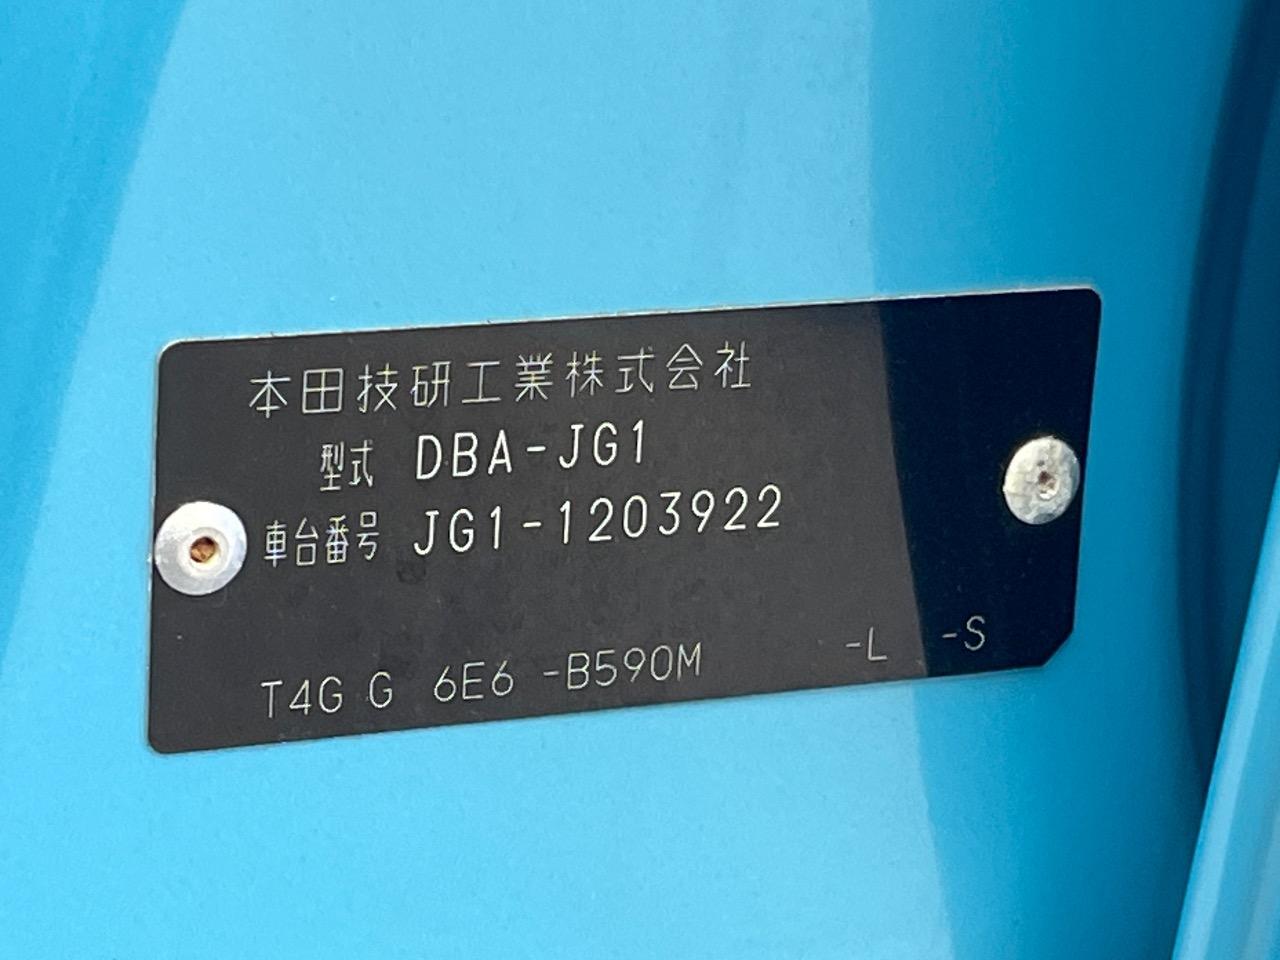 本田技研工業株式会社
型式 DBA-JG1
車台番号 JG1-1203922
T4G G 6E6 -B590M -L -S